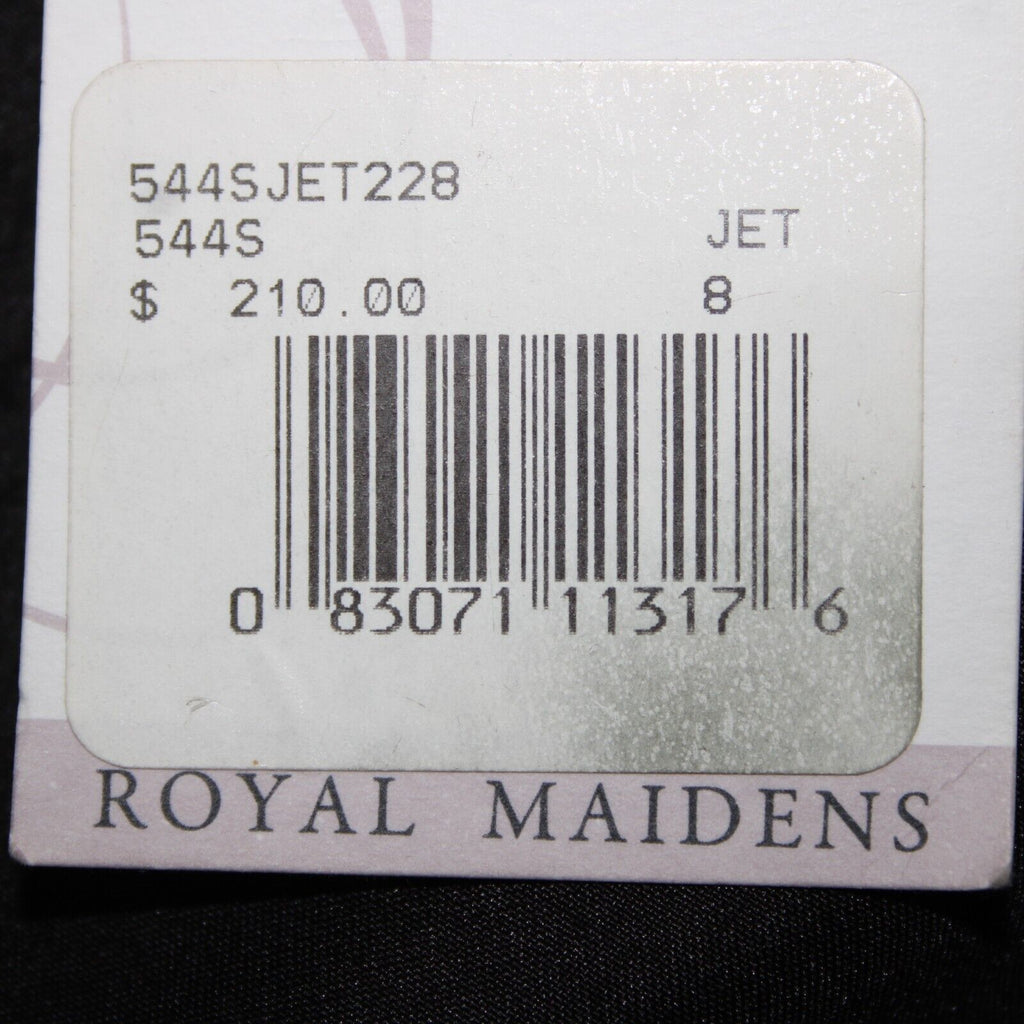 544SJET228
544S JET
$ 210.00 8
0 83071 11317 6
ROYAL MAIDENS